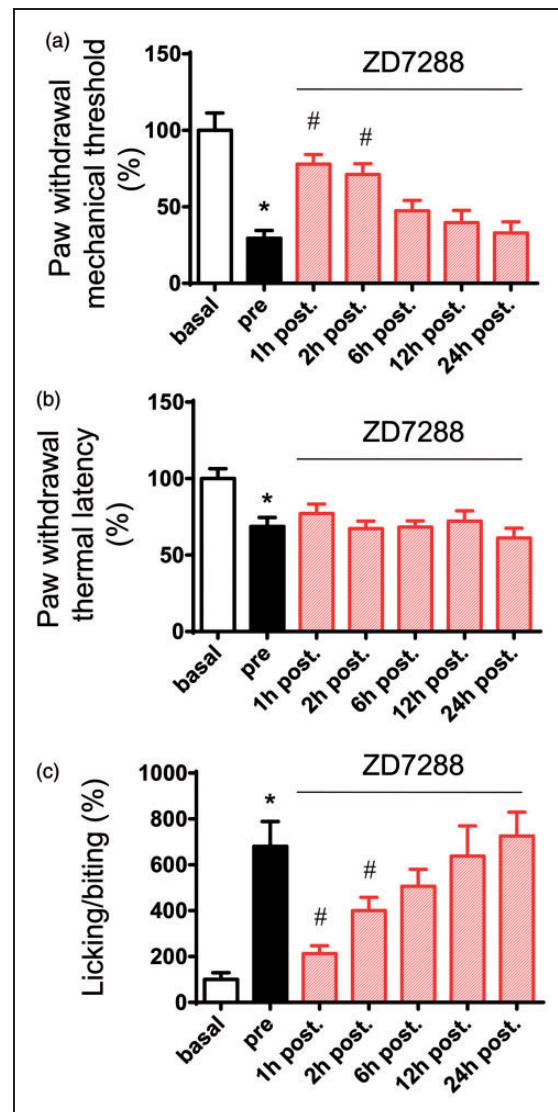 (a)
Paw withdrawal
mechanical threshold
(%)
150
100
50
0
ZD7288
*
#
#
basal
pre
1h post.
2h post.
6h post.
12h post.
24h post.
(b)
Paw withdrawal
thermal latency
(%)
150
100
50
0
ZD7288
*
basal
pre
1h post.
2h post.
6h post.
12h post.
24h post.
(c)
Licking/biting (%)
1000
800
600
400
200
0
ZD7288
*
#
#
basal
pre
1h post.
2h post.
6h post.
12h post.
24h post.